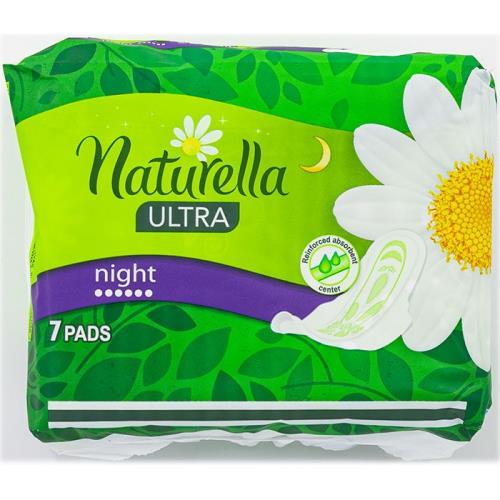 Naturella
ULTRA
night
Reinforced absorbent
center
7 PADS